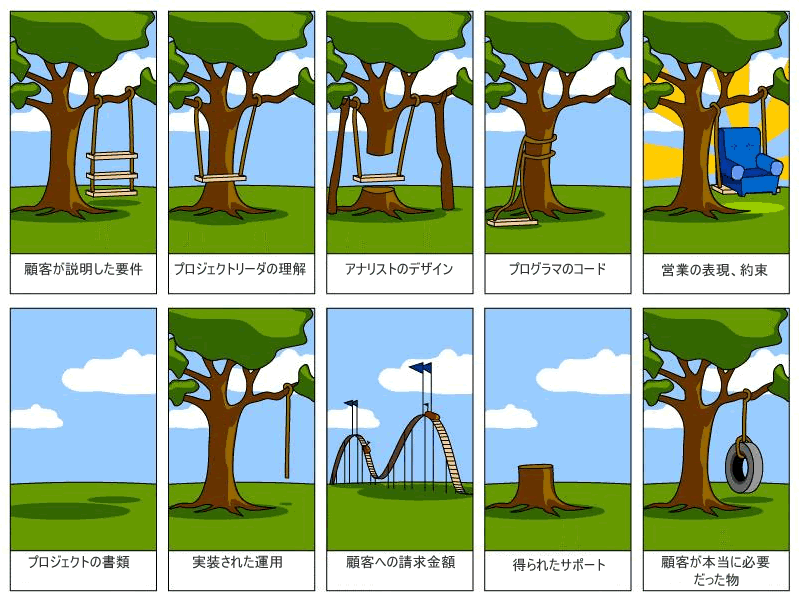 顧客が説明した要件
プロジェクトリーダの理解
アナリストのデザイン
プログラマのコード
営業の表現、約束
プロジェクトの書類
実装された運用
顧客への請求金額
得られたサポート
顧客が本当に必要
だった物